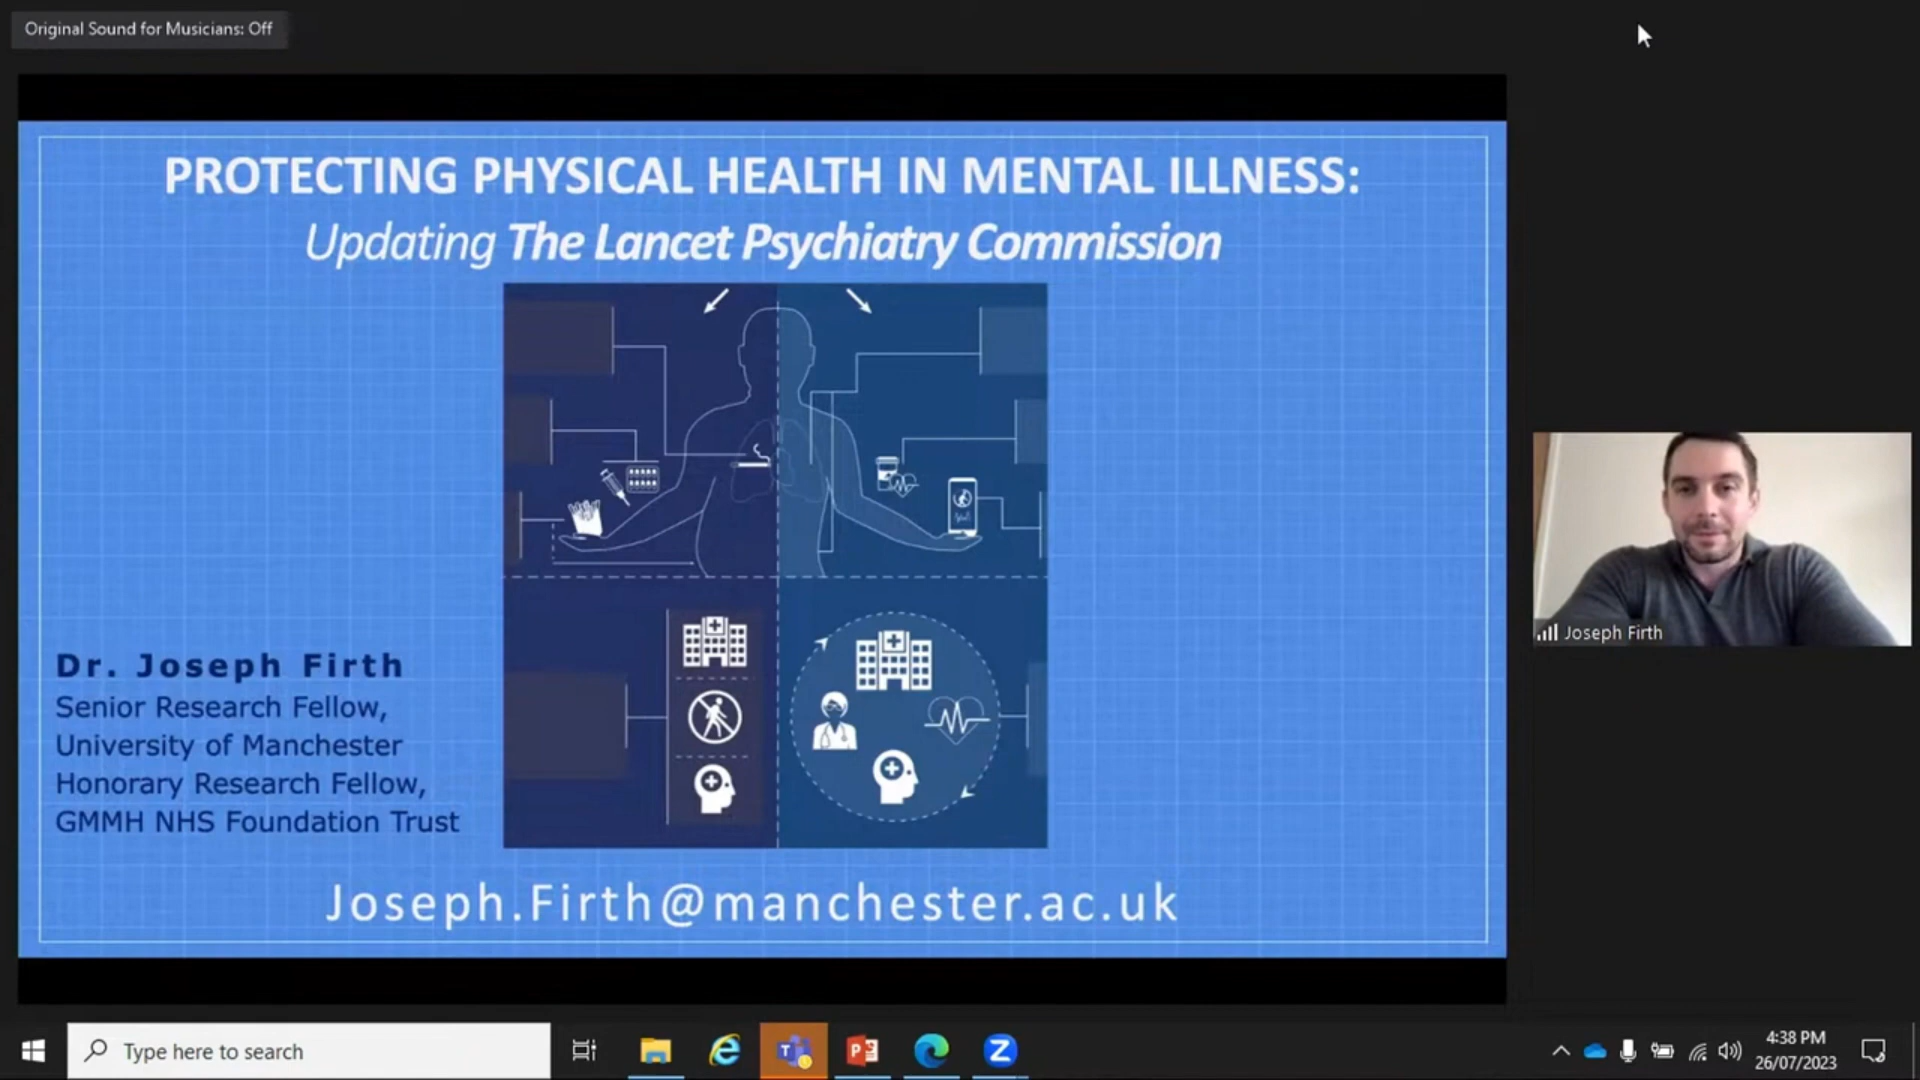 Original Sound for Musicians: Off
PROTECTING PHYSICAL HEALTH IN MENTAL ILLNESS:
Updating The Lancet Psychiatry Commission
Dr. Joseph Firth
Senior Research Fellow,
University of Manchester
Honorary Research Fellow,
GMMH NHS Foundation Trust
Joseph.Firth@manchester.ac.uk
Joseph Firth
Type here to search
4:38 PM
26/07/2023